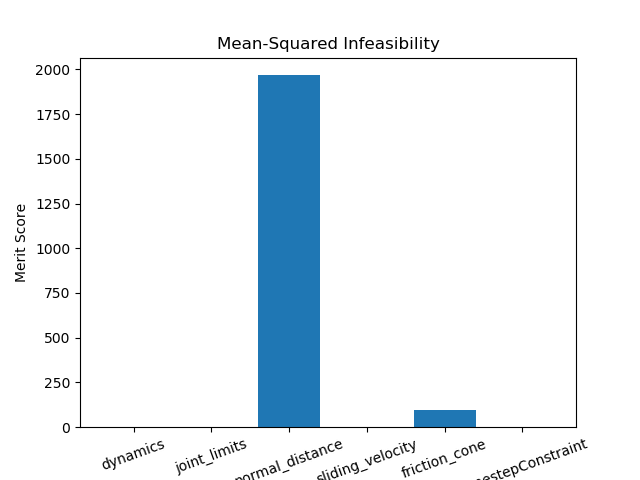 Mean-Squared Infeasibility
Merit Score
2000
1750
1500
1250
1000
750
500
250
0
dynamics
joint_limits
normal_distance
sliding_velocity
friction_cone
nestepConstraint